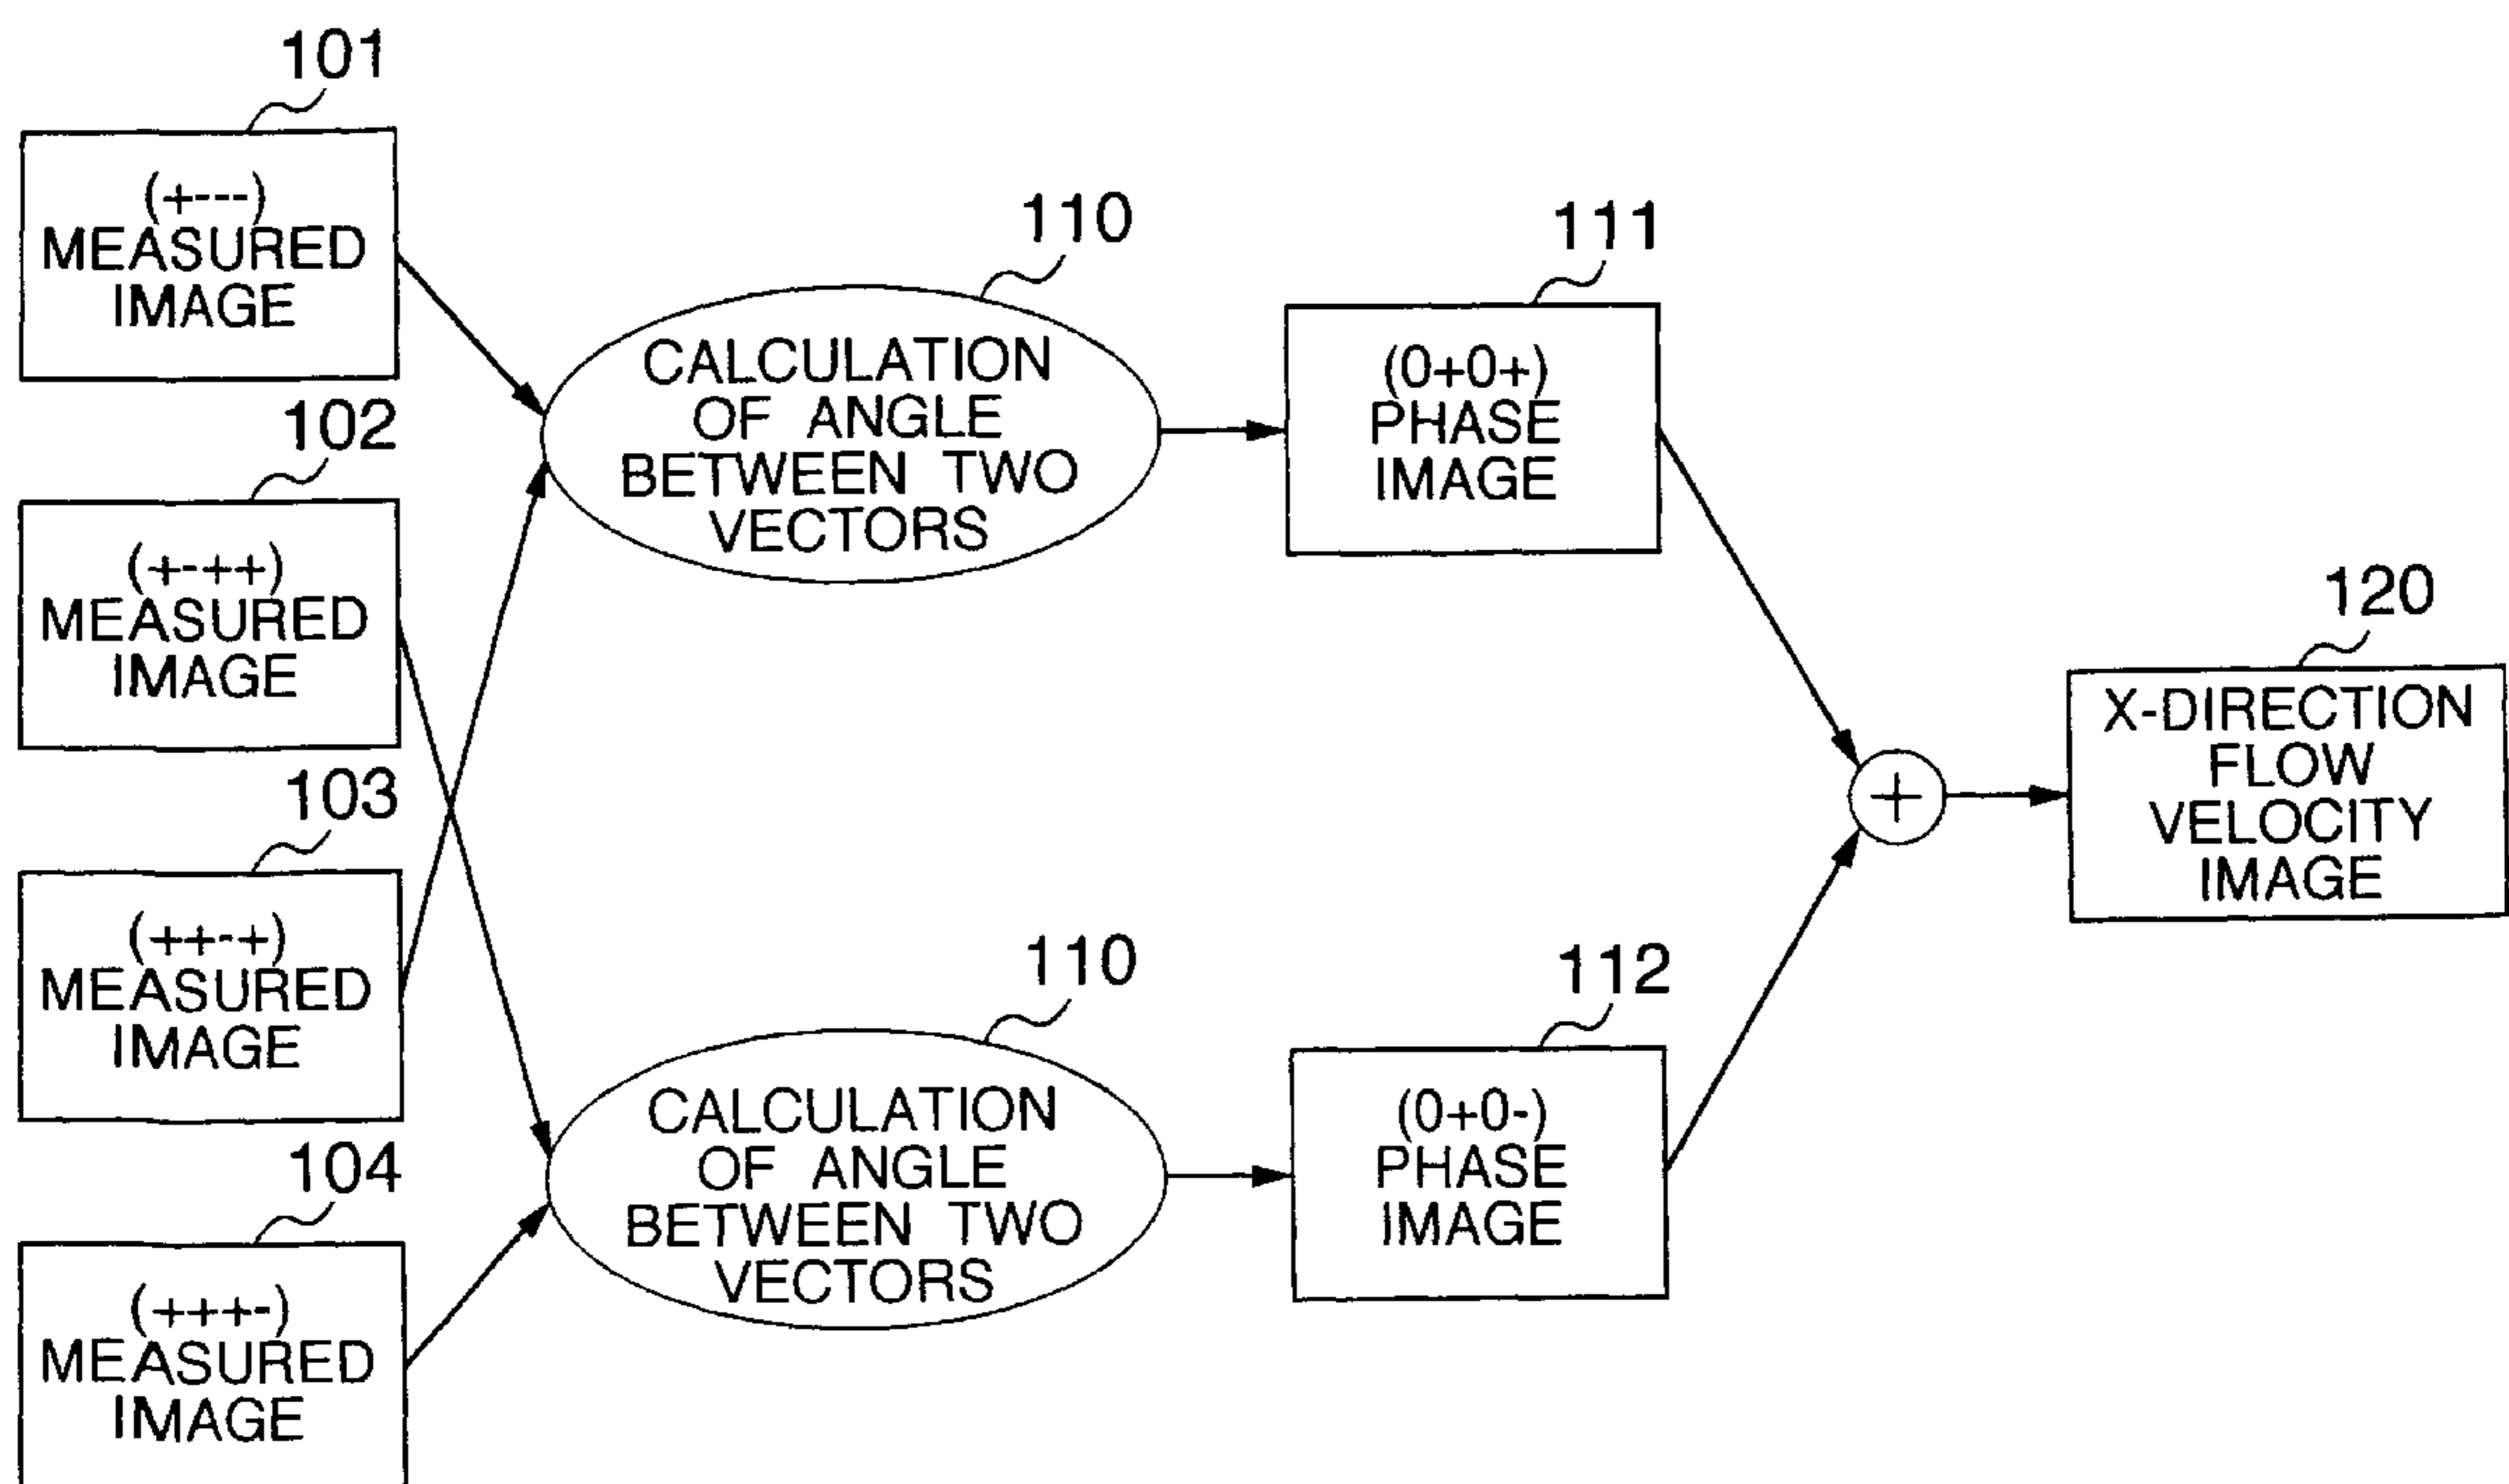 101
(+---)
MEASURED
IMAGE
102
(+-++)
MEASURED
IMAGE
103
(++-+)
MEASURED
IMAGE
104
(+++-)
MEASURED
IMAGE
110
CALCULATION
OF ANGLE
BETWEEN TWO
VECTORS
110
CALCULATION
OF ANGLE
BETWEEN TWO
VECTORS
111
(0+0+)
PHASE
IMAGE
112
(0+0-)
PHASE
IMAGE
+
120
X-DIRECTION
FLOW
VELOCITY
IMAGE